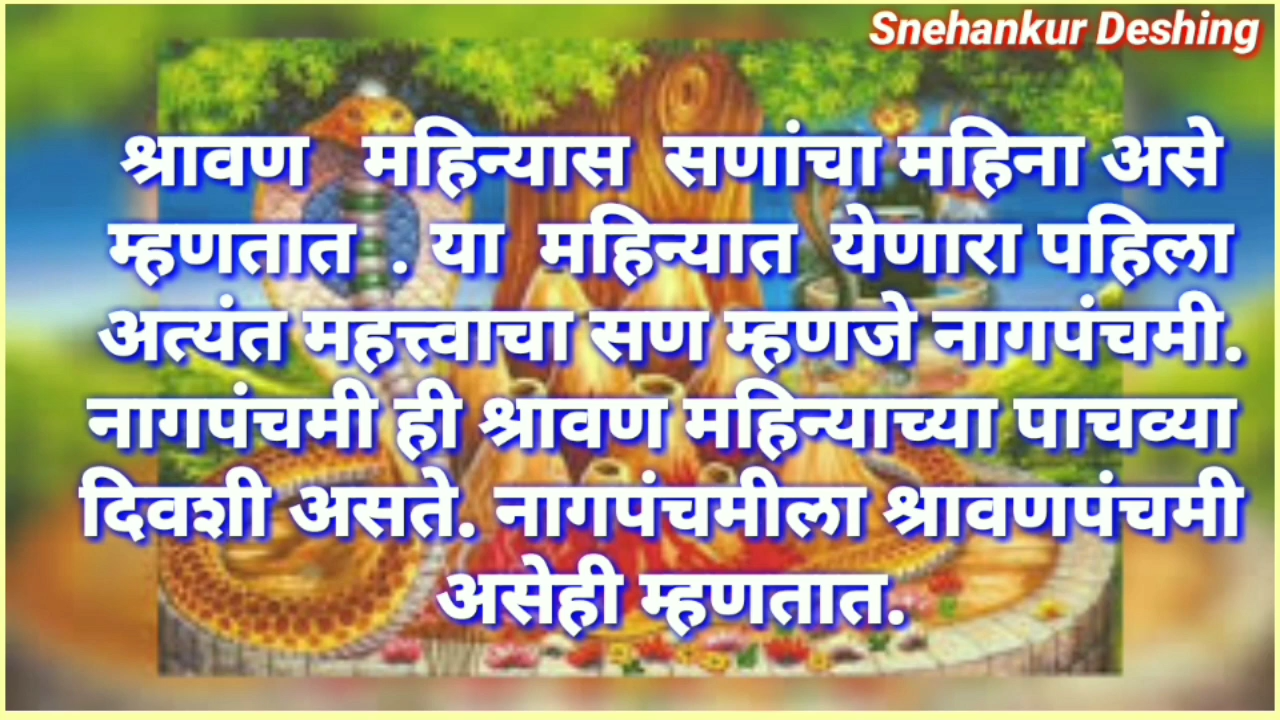 Snehankur Deshing
श्रावण महिन्यास सणांचा महिना असे
म्हणतात . या महिन्यात येणारा पहिला
अत्यंत महत्त्वाचा सण म्हणजे नागपंचमी.
नागपंचमी ही श्रावण महिन्याच्या पाचव्या
दिवशी असते. नागपंचमीला श्रावणपंचमी
असेही म्हणतात.